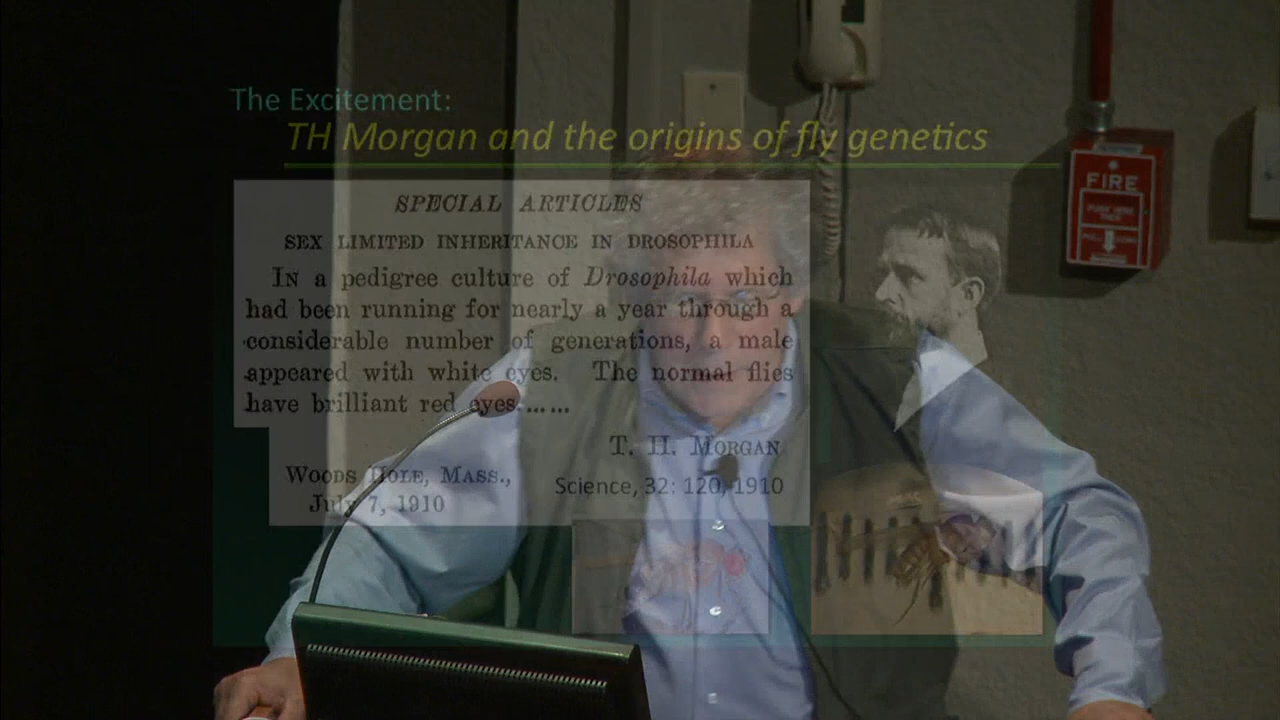 The Excitement:
TH Morgan and the origins of fly genetics
SPECIAL ARTICLES
SEX LIMITED INHERITANCE IN DROSOPHILA
IN a pedigree culture of Drosophila which
had been running for nearly a year through a
considerable number of generations, a male
appeared with white eyes. The normal flies
have brilliant red eyes......
T. H. MORGAN
WOODS HOLE, MASS.,
July 7, 1910
Science, 32: 120, 1910
FIRE